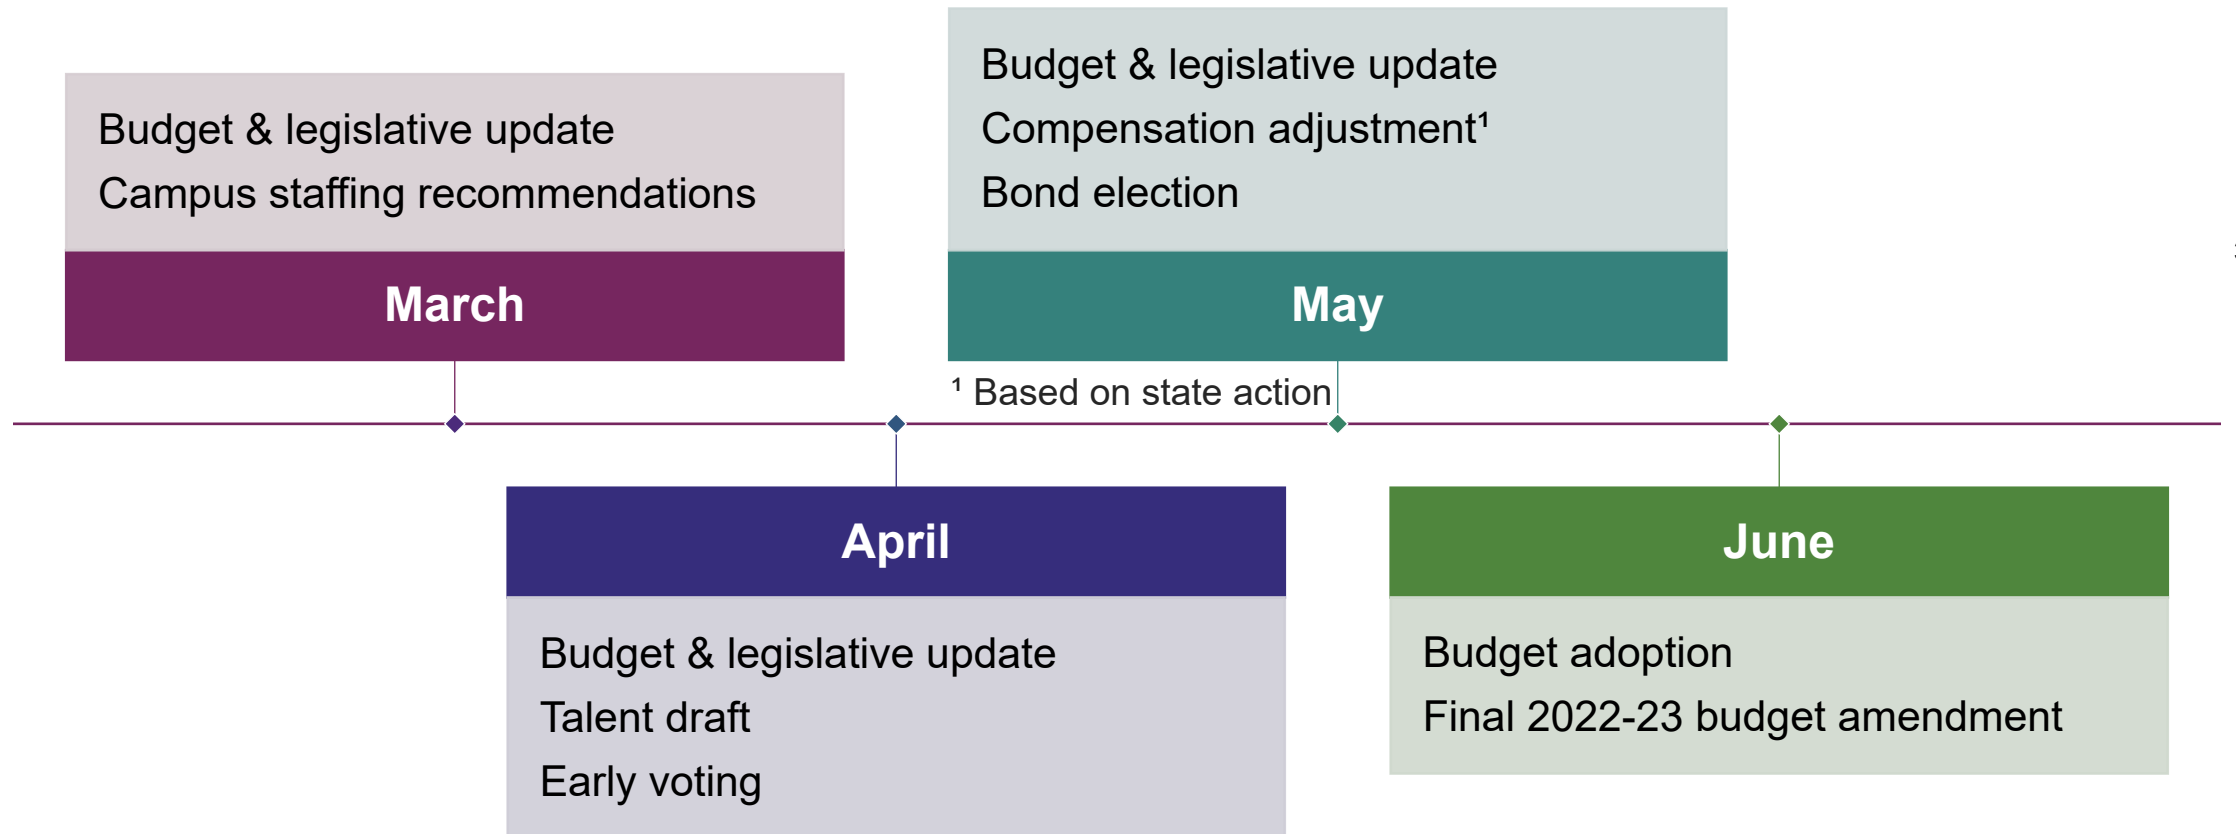 Budget & legislative update
Campus staffing recommendations
March
Budget & legislative update
Compensation adjustment¹
Bond election
May
¹ Based on state action
April
Budget & legislative update
Talent draft
Early voting
June
Budget adoption
Final 2022-23 budget amendment